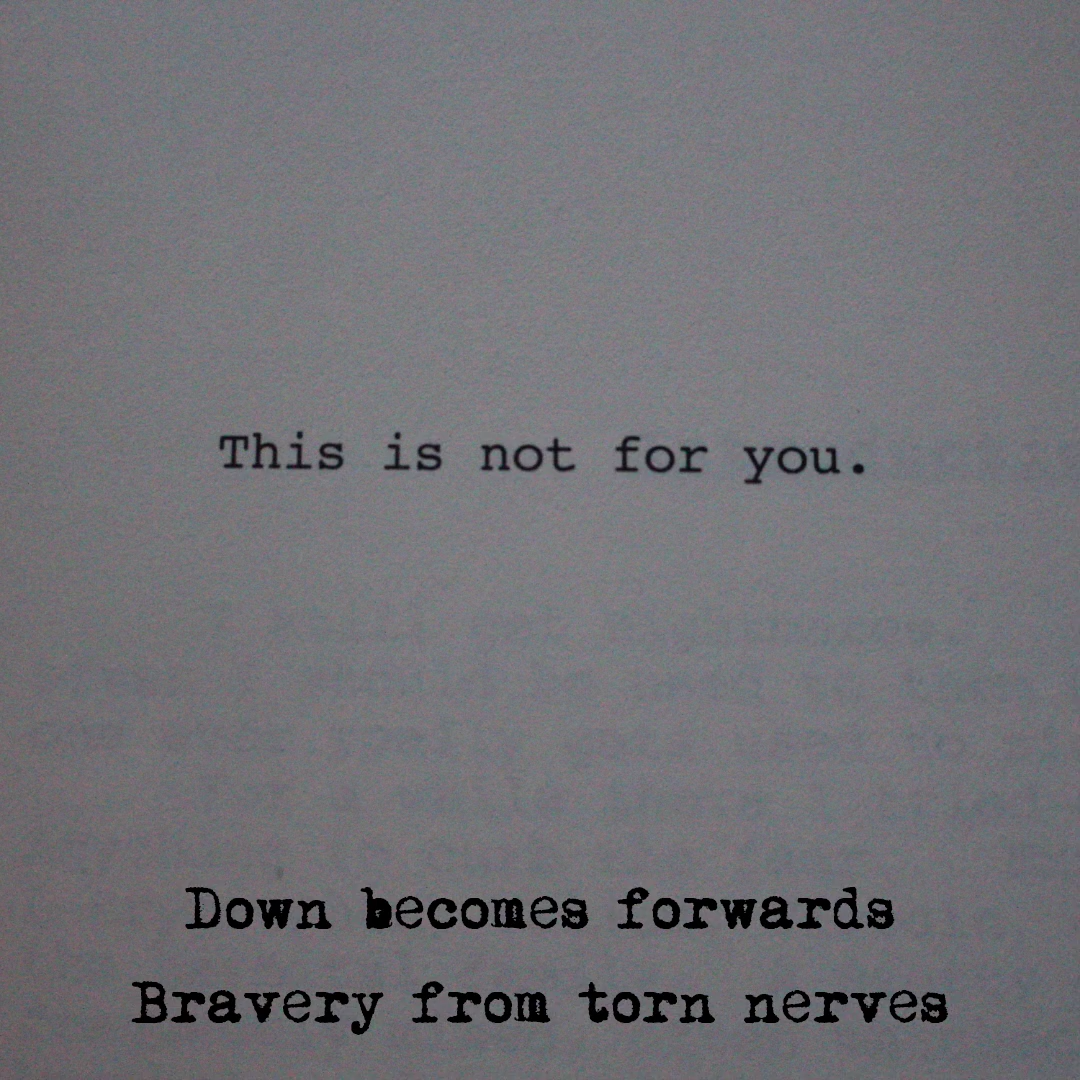 This is not for you.
Down becomes forwards
Bravery from torn nerves